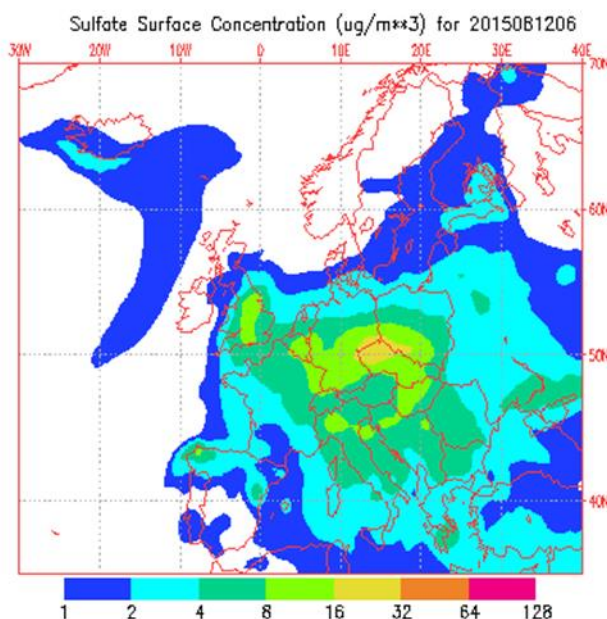 Sulfate Surface Concentration (ug/m**3) for 2015081206
30W 20W 10W 0 10E 20E 30E 40E
70N
60N
50N
40N
1 2 4 8 16 32 64 128